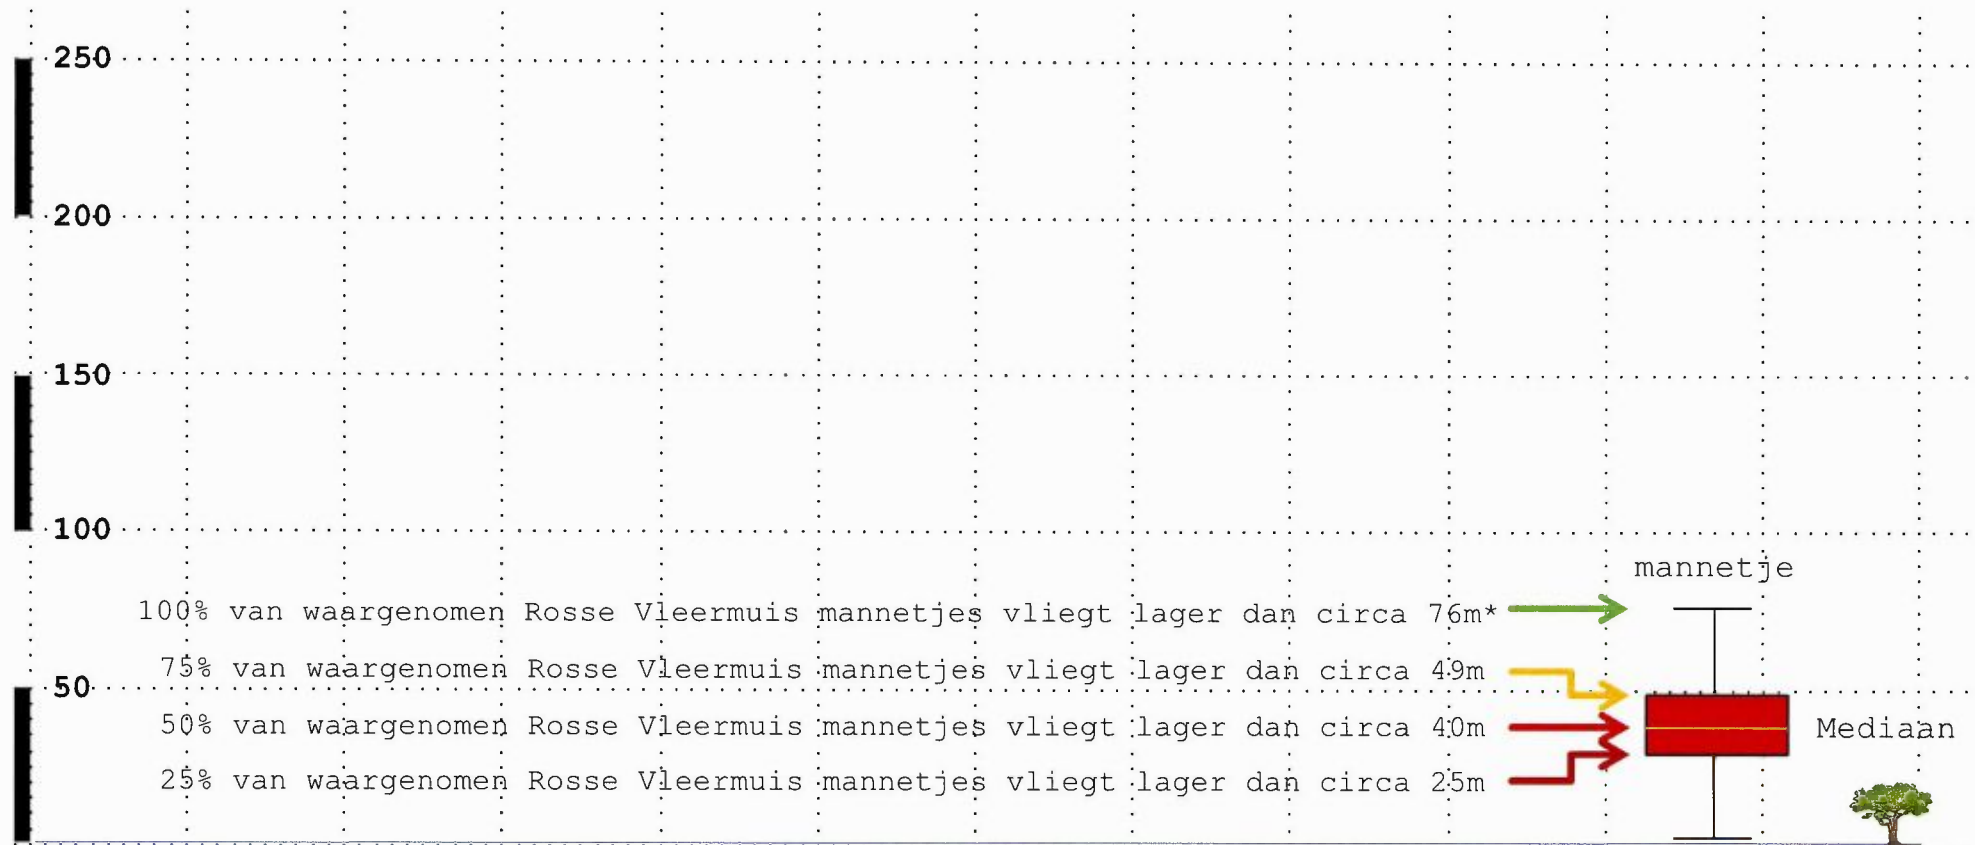 250
200
150
100
mannetje
100% van waargenomen Rosse Vleermuis mannetjes vliegt lager dan circa 76m*
75% van waargenomen Rosse Vleermuis mannetjes vliegt lager dan circa 49m
50
50% van waargenomen Rosse Vleermuis mannetjes vliegt lager dan circa 40m
Mediaan
25% van waargenomen Rosse Vleermuis mannetjes vliegt lager dan circa 25m